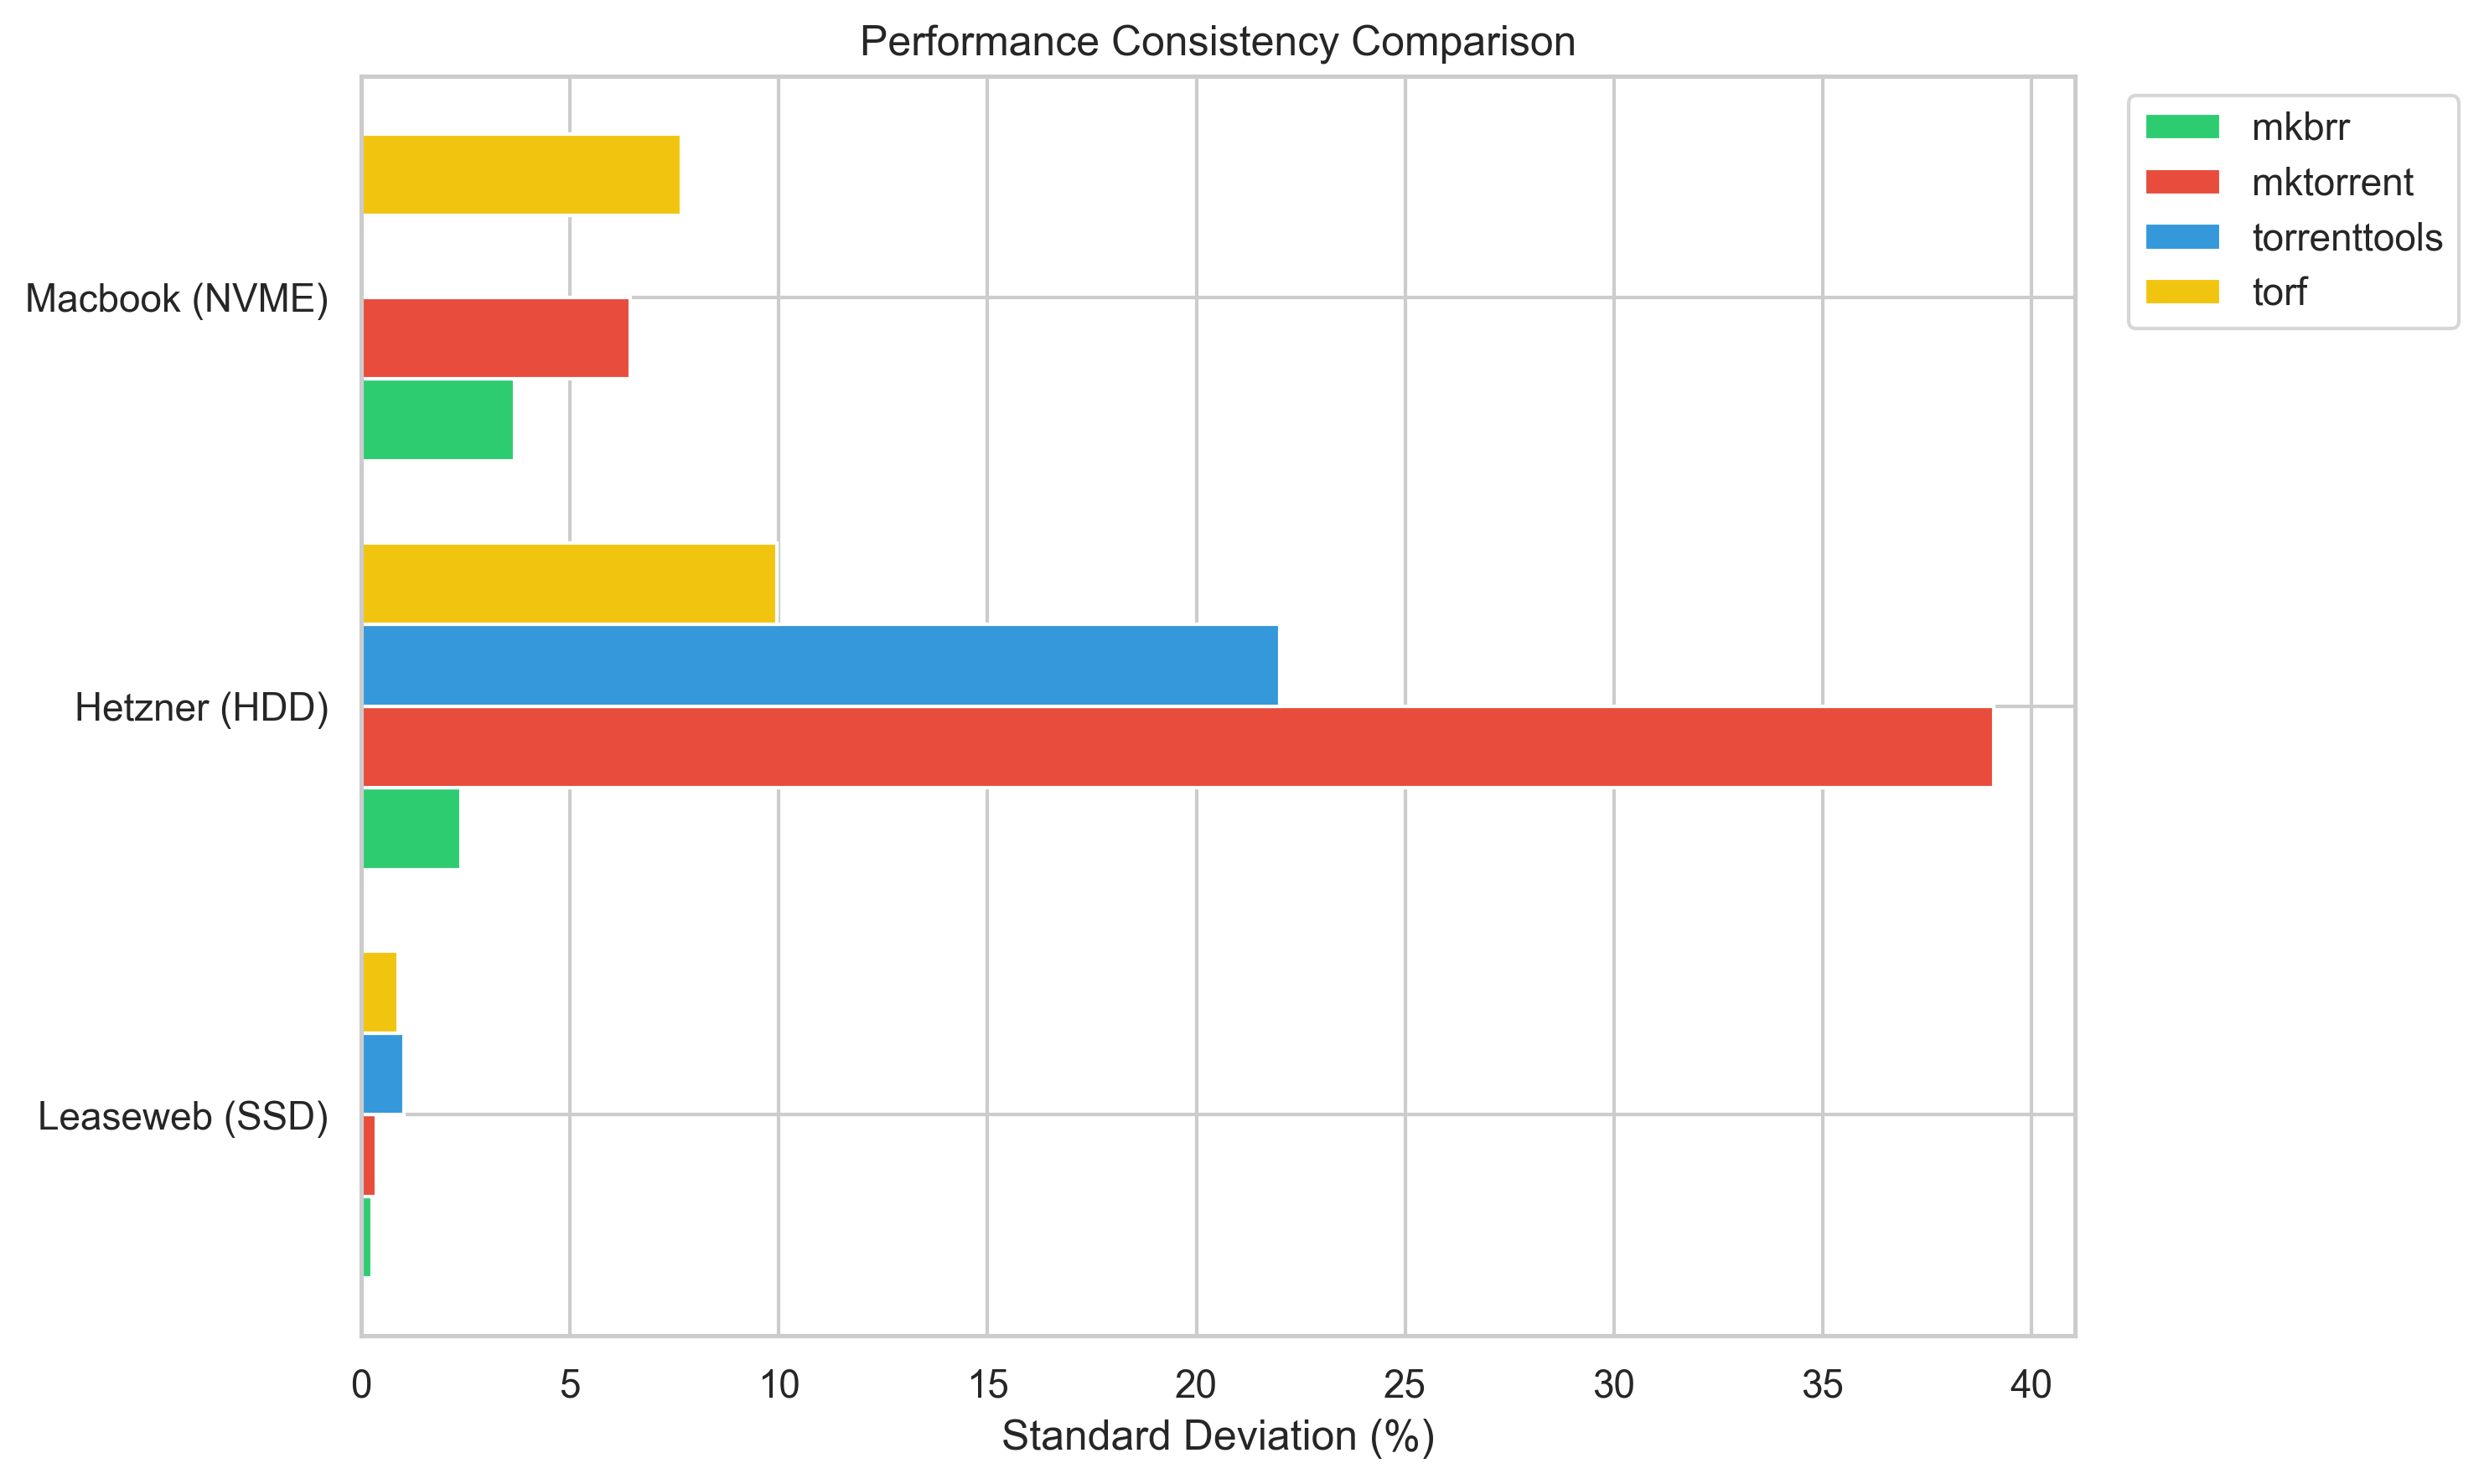 Performance Consistency Comparison
mkbrr
mktorrent
torrenttools
torf
Macbook (NVME)
Hetzner (HDD)
Leaseweb (SSD)
0 5 10 15 20 25 30 35 40
Standard Deviation (%)